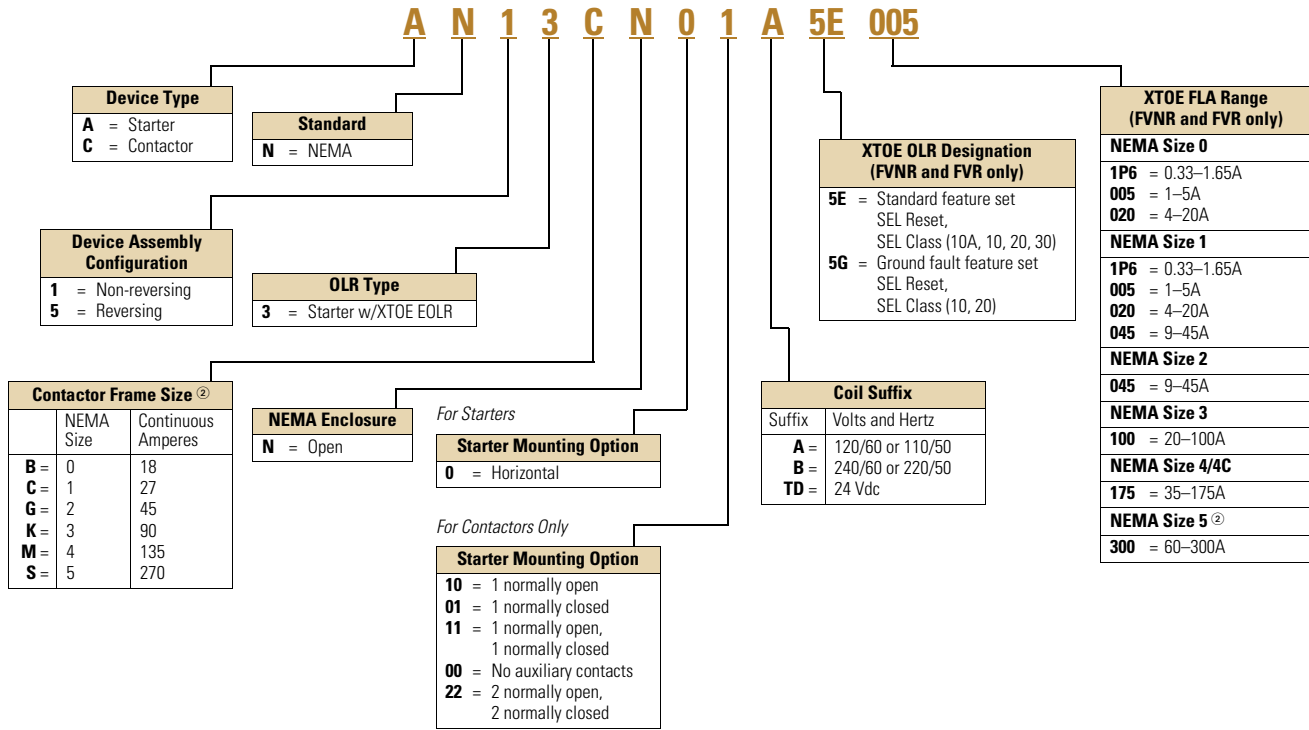 A N 1 3 C N 0 1 A 5E 005
Device Type
A = Starter
C = Contactor
Standard
N = NEMA
Device Assembly
Configuration
1 = Non-reversing
5 = Reversing
OLR Type
3 = Starter w/XTOE EOLR
Contactor Frame Size ②
NEMA Size Continuous Amperes
B = 0 18
C = 1 27
G = 2 45
K = 3 90
M = 4 135
S = 5 270
NEMA Enclosure
N = Open
For Starters
Starter Mounting Option
0 = Horizontal
For Contactors Only
Starter Mounting Option
10 = 1 normally open
01 = 1 normally closed
11 = 1 normally open,
1 normally closed
00 = No auxiliary contacts
22 = 2 normally open,
2 normally closed
XTOE OLR Designation
(FVNR and FVR only)
5E = Standard feature set
SEL Reset,
SEL Class (10A, 10, 20, 30)
5G = Ground fault feature set
SEL Reset,
SEL Class (10, 20)
Coil Suffix
Suffix Volts and Hertz
A = 120/60 or 110/50
B = 240/60 or 220/50
TD = 24 Vdc
XTOE FLA Range
(FVNR and FVR only)
NEMA Size 0
1P6 = 0.33–1.65A
005 = 1–5A
020 = 4–20A
NEMA Size 1
1P6 = 0.33–1.65A
005 = 1–5A
020 = 4–20A
045 = 9–45A
NEMA Size 2
045 = 9–45A
NEMA Size 3
100 = 20–100A
NEMA Size 4/4C
175 = 35–175A
NEMA Size 5 ②
300 = 60–300A